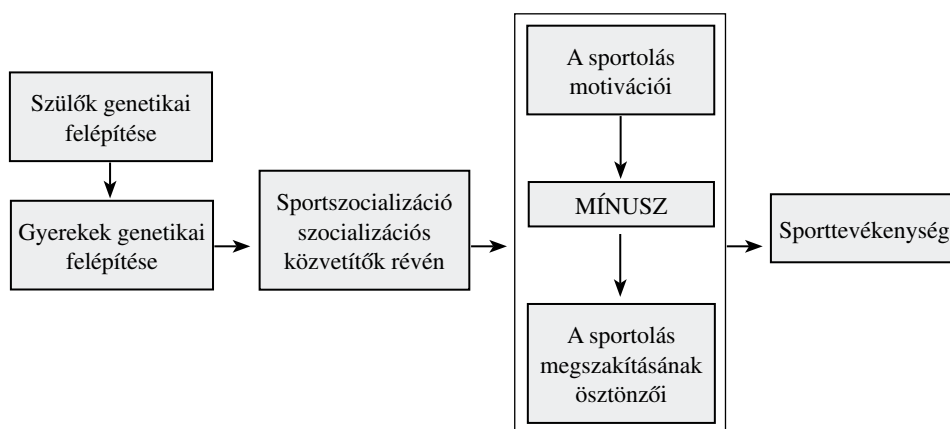 Szülők genetikai
felépítése
Gyerekek genetikai
felépítése
Sportszocializáció
szocializációs
közvetítők révén
A sportolás
motivációi
MÍNUSZ
A sportolás
megszakításának
ösztönzői
Sporttevékenység